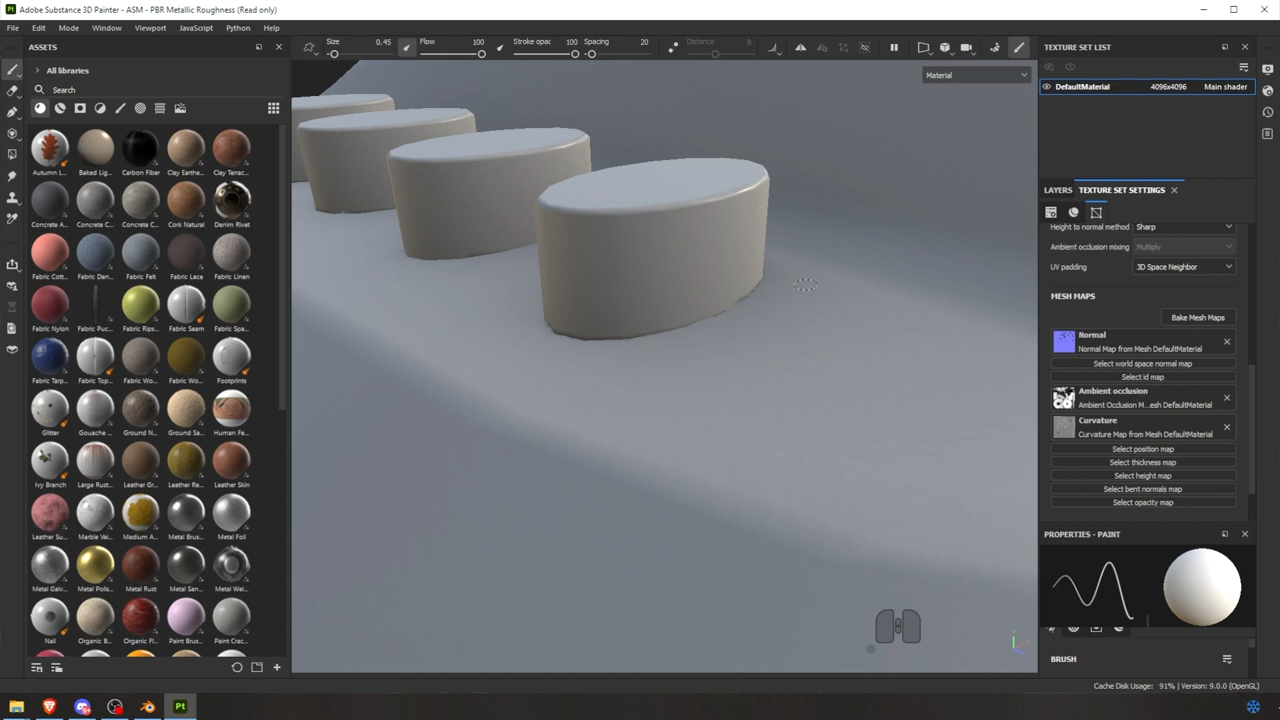 Adobe Substance 3D Painter - ASM - PBR Metallic Roughness (Read only)
File Edit Mode Window Viewport JavaScript Python Help
ASSETS
Size 0.45 Flow 100 Stroke opac 100 Spacing 20 Distance 8
TEXTURE SET LIST
All libraries
Material
DefaultMaterial 4096x4096 Main shader
Search
Autumn L... Baked Lig... Carbon Fiber Clay Earthe... Clay Terrac...
Concrete A... Concrete C... Concrete C... Cork Natural Denim Rivet
Fabric Cott... Fabric Den... Fabric Felt Fabric Lace Fabric Linen
Fabric Nylon Fabric Puc... Fabric Rips... Fabric Seam Fabric Spa...
Fabric Tarp... Fabric Top... Fabric Wo... Fabric Wo... Footprints
Glitter Gouache ... Ground N... Ground Sa... Human Fe...
Ivy Branch Large Rust... Leather Gr... Leather Re... Leather Skin
Leather Su... Marble Vei... Medium A... Metal Brus... Metal Foil
Metal Galv... Metal Polis... Metal Rust Metal San... Metal Wel...
Nail Organic B... Organic Fl... Paint Brus... Paint Crac...
LAYERS TEXTURE SET SETTINGS
Height to normal method Sharp
Ambient occlusion mixing Multiply
UV padding 3D Space Neighbor
MESH MAPS
Bake Mesh Maps
Normal
Normal Map from Mesh DefaultMaterial
Select world space normal map
Select id map
Ambient occlusion
Ambient Occlusion M...esh DefaultMaterial
Curvature
Curvature Map from Mesh DefaultMaterial
Select position map
Select thickness map
Select height map
Select bent normals map
Select opacity map
PROPERTIES - PAINT
BRUSH
Cache Disk Usage: 91% | Version: 9.0.0 (OpenGL)
Pt